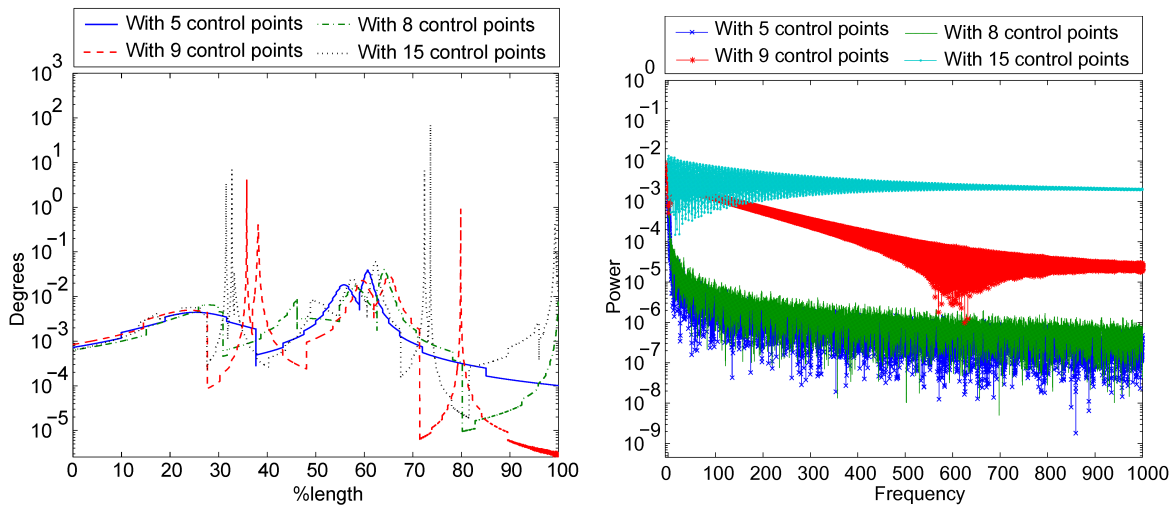 With 5 control points With 8 control points
With 9 control points With 15 control points
10^3
10^2
10^1
10^0
10^-1
10^-2
10^-3
10^-4
10^-5
Degrees
0 10 20 30 40 50 60 70 80 90 100
%length
With 5 control points With 8 control points
With 9 control points With 15 control points
0
10
10^-1
10^-2
10^-3
10^-4
10^-5
10^-6
10^-7
10^-8
10^-9
Power
0 100 200 300 400 500 600 700 800 900 1000
Frequency